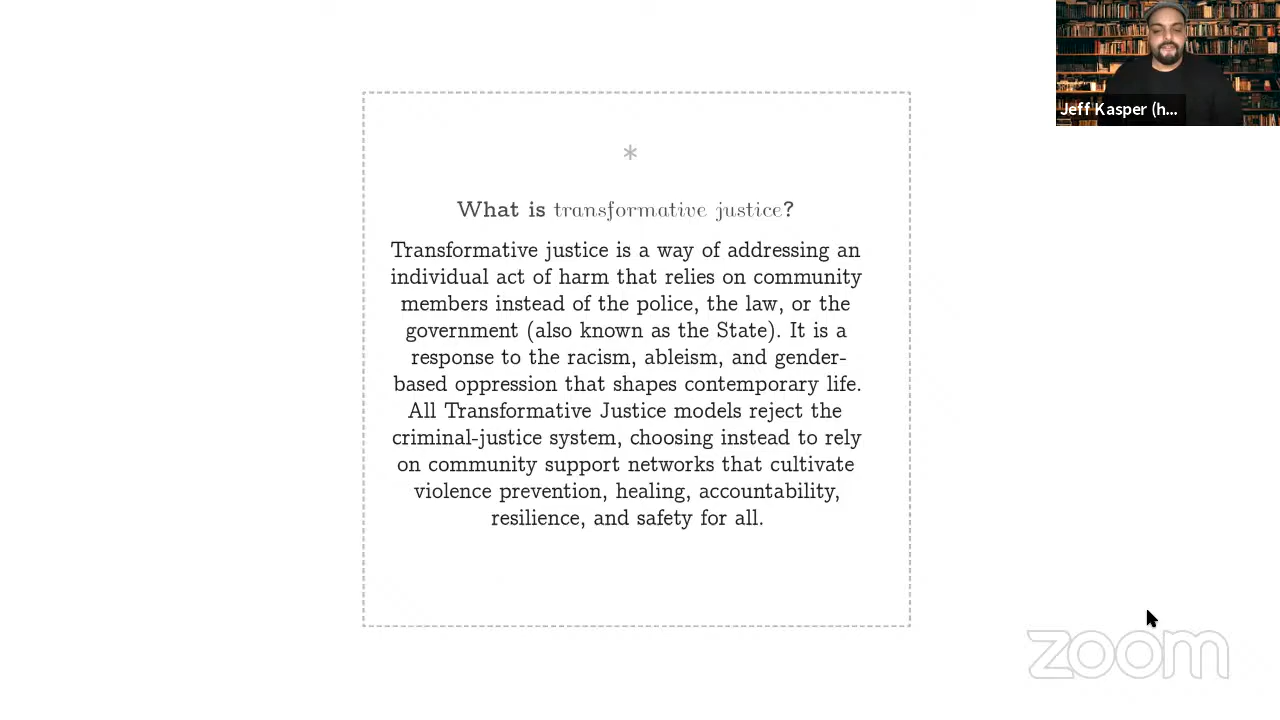 Jeff Kasper (h...
*
What is transformative justice?
Transformative justice is a way of addressing an
individual act of harm that relies on community
members instead of the police, the law, or the
government (also known as the State). It is a
response to the racism, ableism, and gender-
based oppression that shapes contemporary life.
All Transformative Justice models reject the
criminal-justice system, choosing instead to rely
on community support networks that cultivate
violence prevention, healing, accountability,
resilience, and safety for all.
zoom